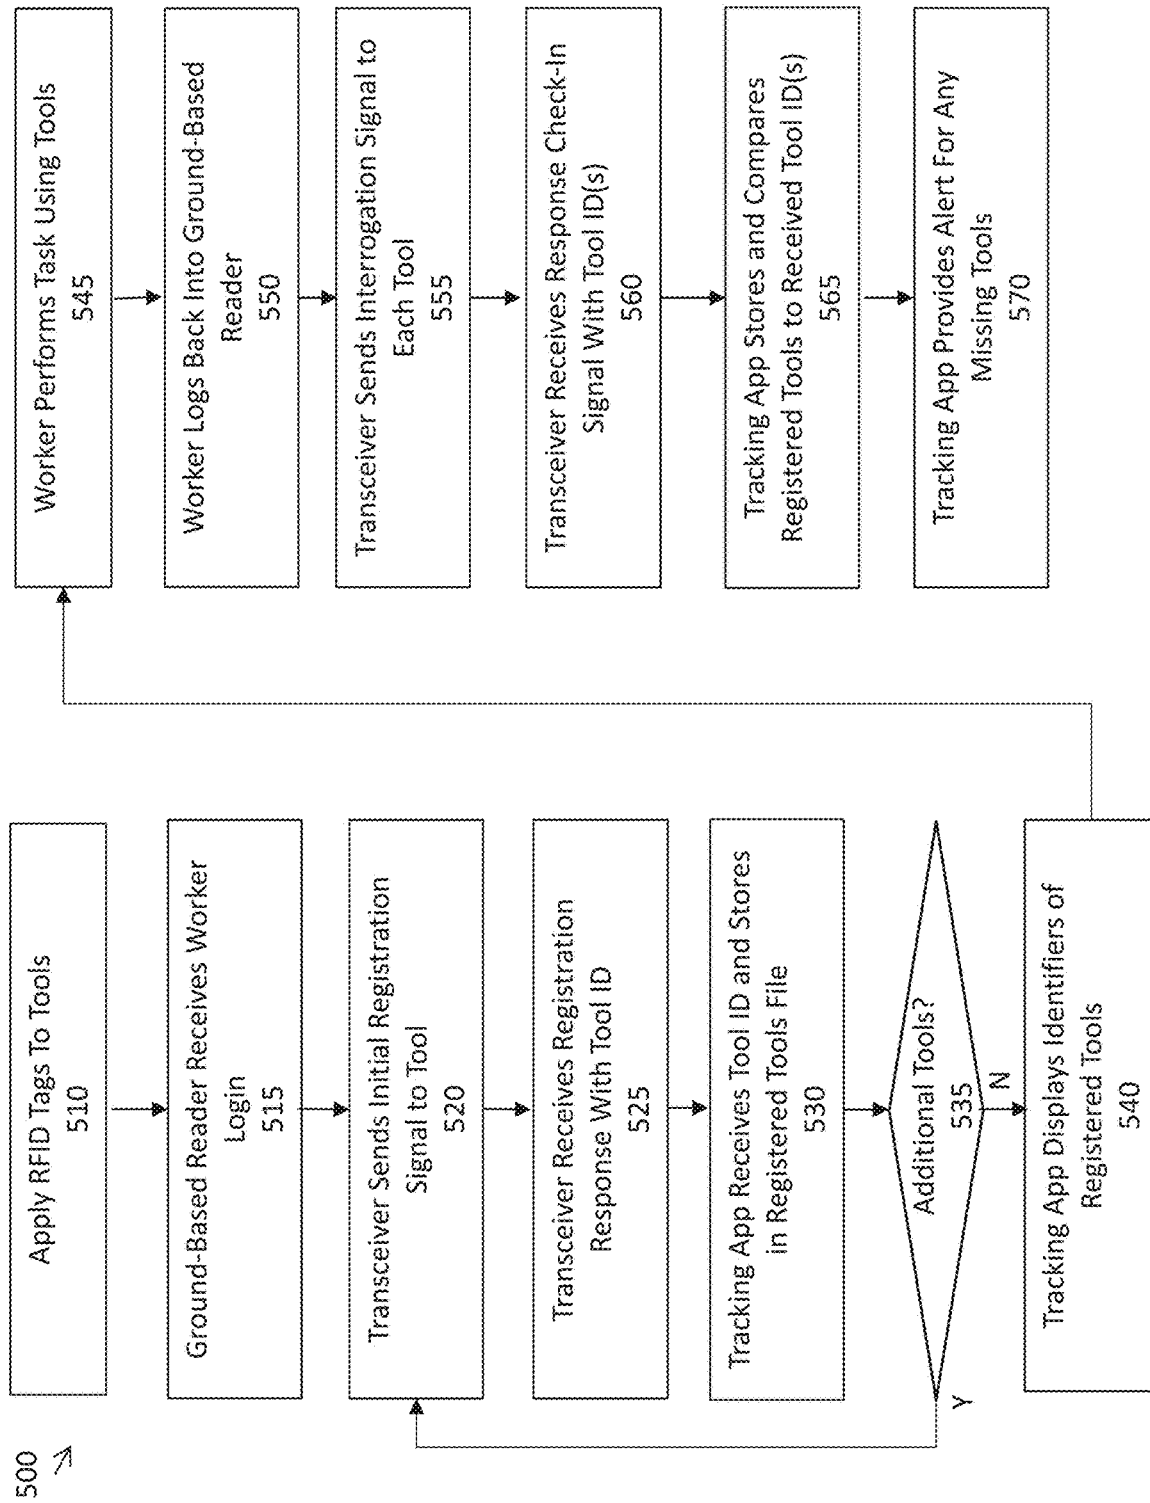 500
Apply RFID Tags To Tools
510
Ground-Based Reader Receives Worker
Login
515
Transceiver Sends Initial Registration
Signal to Tool
520
Transceiver Receives Registration
Response With Tool ID
525
Tracking App Receives Tool ID and Stores
in Registered Tools File
530
Additional Tools?
535
Y
N
Tracking App Displays Identifiers of
Registered Tools
540
Worker Performs Task Using Tools
545
Worker Logs Back Into Ground-Based
Reader
550
Transceiver Sends Interrogation Signal to
Each Tool
555
Transceiver Receives Response Check-In
Signal With Tool ID(s)
560
Tracking App Stores and Compares
Registered Tools to Received Tool ID(s)
565
Tracking App Provides Alert For Any
Missing Tools
570